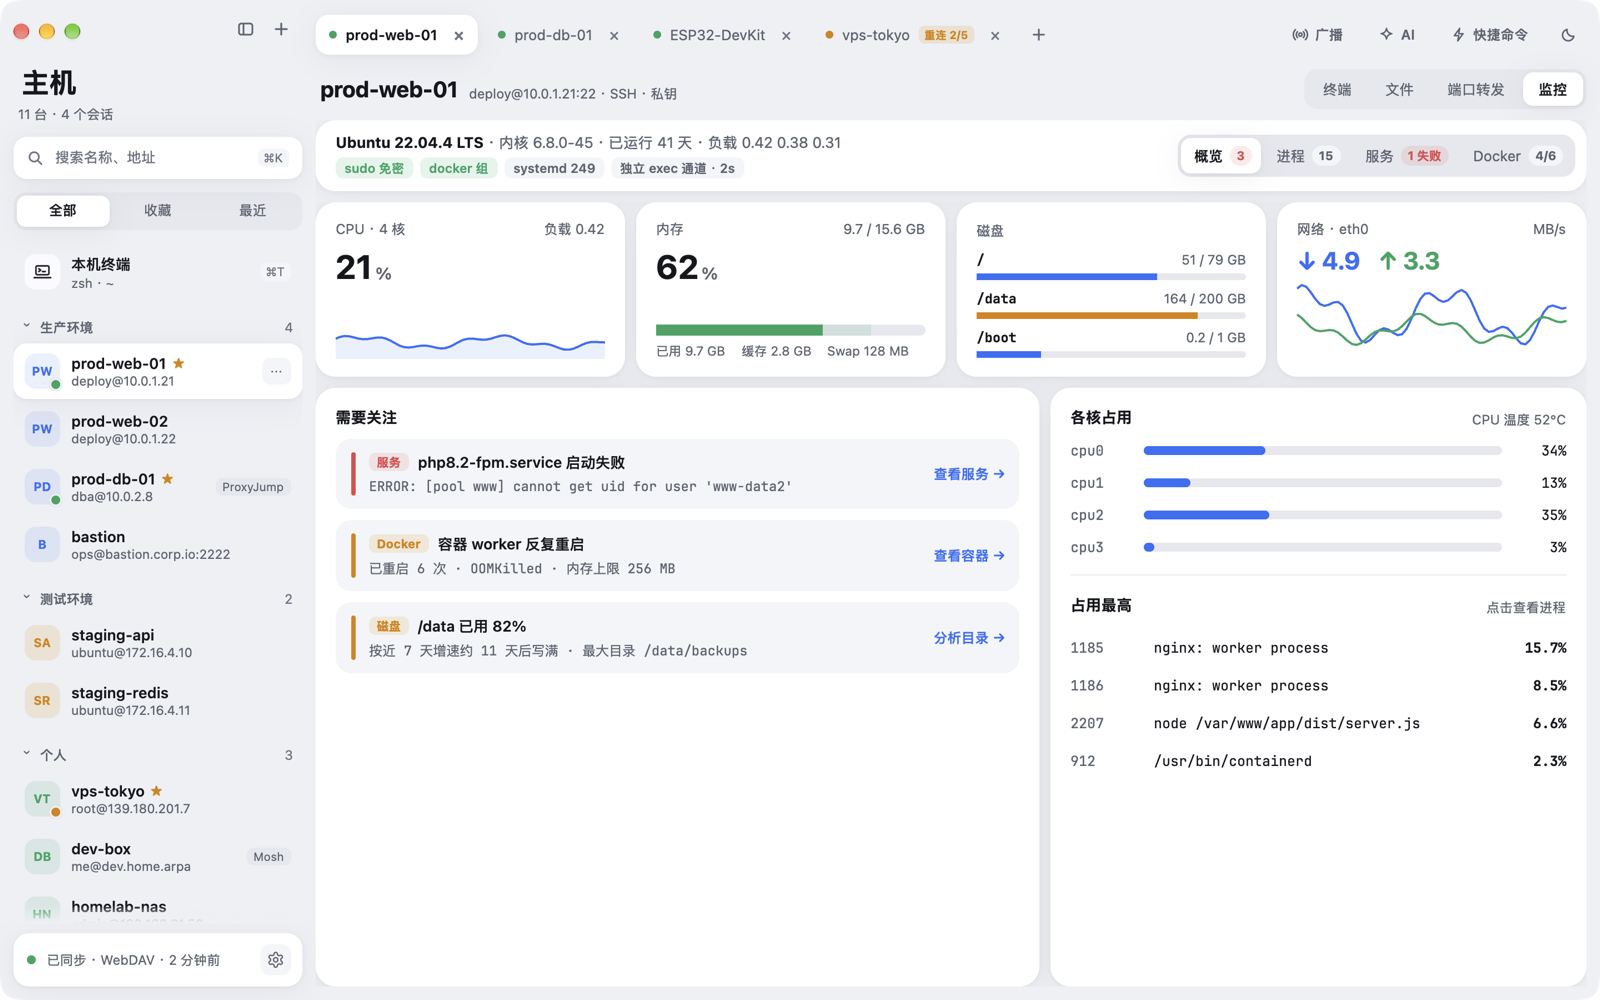 主机
11 台 · 4 个会话
搜索名称、地址 ⌘K
全部 收藏 最近
本机终端
zsh · ~
⌘T
生产环境 4
PW
prod-web-01
deploy@10.0.1.21
PW
prod-web-02
deploy@10.0.1.22
PD
prod-db-01
dba@10.0.2.8
ProxyJump
B
bastion
ops@bastion.corp.io:2222
测试环境 2
SA
staging-api
ubuntu@172.16.4.10
SR
staging-redis
ubuntu@172.16.4.11
个人 3
VT
vps-tokyo
root@139.180.201.7
DB
dev-box
me@dev.home.arpa
Mosh
HN
homelab-nas
已同步 · WebDAV · 2 分钟前
prod-web-01 prod-db-01 ESP32-DevKit vps-tokyo 重连 2/5
广播 AI 快捷命令
prod-web-01 deploy@10.0.1.21:22 · SSH · 私钥
终端 文件 端口转发 监控
Ubuntu 22.04.4 LTS · 内核 6.8.0-45 · 已运行 41 天 · 负载 0.42 0.38 0.31
sudo 免密 docker 组 systemd 249 独立 exec 通道 · 2s
概览 3 进程 15 服务 1 失败 Docker 4/6
CPU · 4 核 负载 0.42
21 %
内存 9.7 / 15.6 GB
62 %
已用 9.7 GB 缓存 2.8 GB Swap 128 MB
磁盘
/ 51 / 79 GB
/data 164 / 200 GB
/boot 0.2 / 1 GB
网络 · eth0 MB/s
↓ 4.9 ↑ 3.3
需要关注
服务 php8.2-fpm.service 启动失败
ERROR: [pool www] cannot get uid for user 'www-data2'
查看服务 →
Docker 容器 worker 反复重启
已重启 6 次 · OOMKilled · 内存上限 256 MB
查看容器 →
磁盘 /data 已用 82%
按近 7 天增速约 11 天后写满 · 最大目录 /data/backups
分析目录 →
各核占用 CPU 温度 52°C
cpu0 34%
cpu1 13%
cpu2 35%
cpu3 3%
占用最高 点击查看进程
1185 nginx: worker process 15.7%
1186 nginx: worker process 8.5%
2207 node /var/www/app/dist/server.js 6.6%
912 /usr/bin/containerd 2.3%